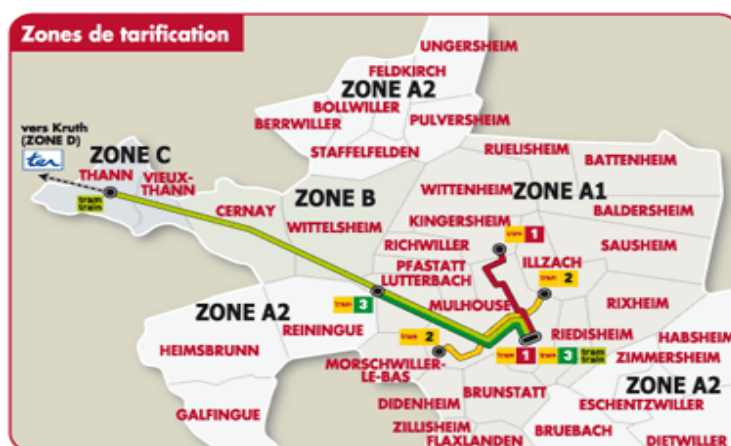 Zones de tarification
UNGERSHEIM
FELDKIRCH
ZONE A2
BOLLWILLER
BERRWILLER
PULVERSHEIM
STAFFELFELDEN
vers Kruth
(ZONE D)
ter
ZONE C
THANN
VIEUX-
THANN
tram
train
RUELISHEIM
BATTENHEIM
ZONE B
WITTENHEIM
ZONE A1
CERNAY
WITTELSHEIM
KINGERSHEIM
BALDERSHEIM
RICHWILLER
tram 1
SAUSHEIM
PFASTATT
ILLZACH
LUTTERBACH
tram 2
ZONE A2
tram 3
MULHOUSE
RIXHEIM
REININGUE
HEIMSBRUNN
tram 2
RIEDISHEIM
HABSHEIM
MORSCHWILLER-
LE-BAS
tram 1 tram 3 tram train
ZIMMERSHEIM
BRUNSTATT
ZONE A2
DIDENHEIM
ESCHENTZWILLER
GALFINGUE
ZILLISHEIM
BRUEBACH
FLAXLANDEN
DIETWILLER